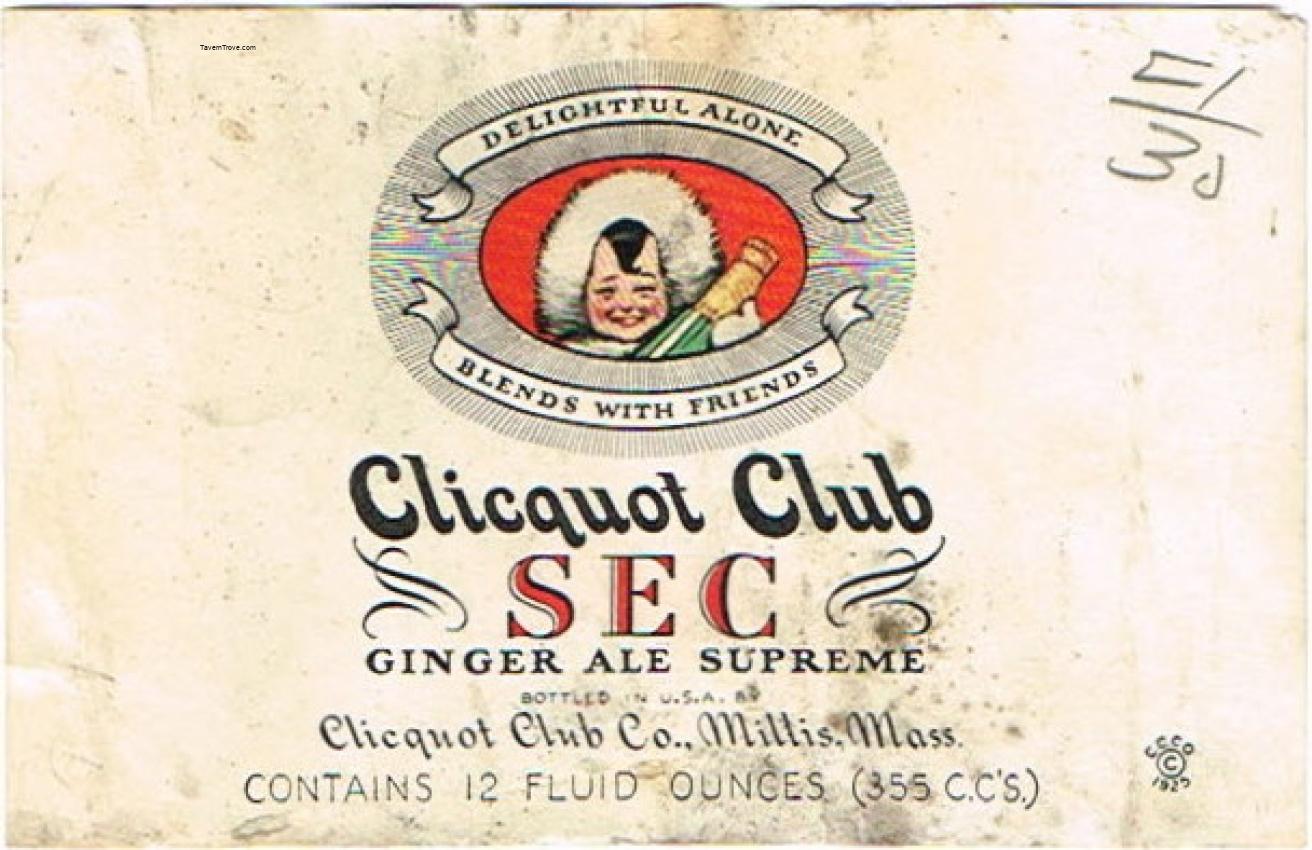 TavernTrove.com
DELIGHTFUL ALONE
BLENDS WITH FRIENDS
Clicquot Club
SEC
GINGER ALE SUPREME
BOTTLED IN U.S.A. BY
Clicquot Club Co., Millis, Mass.
CONTAINS 12 FLUID OUNCES (355 C.C'S.)
CCCO
©